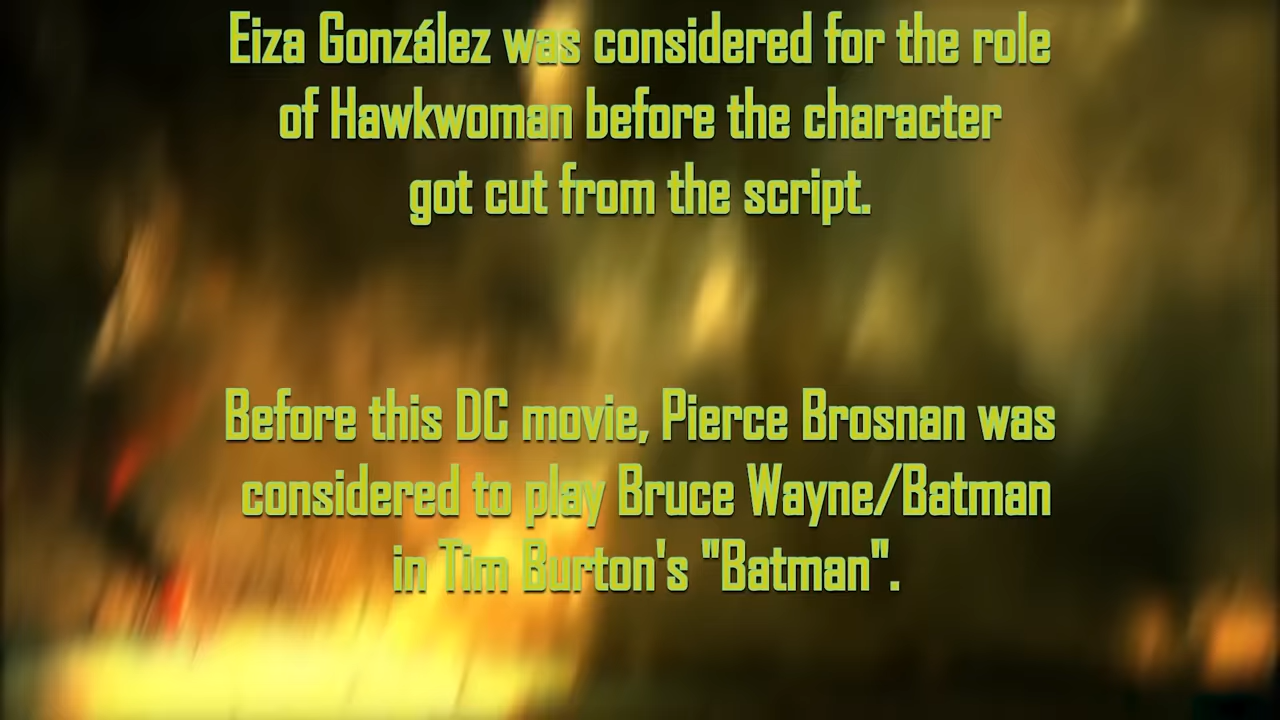 Eiza González was considered for the role
of Hawkwoman before the character
got cut from the script.
Before this DC movie, Pierce Brosnan was
considered to play Bruce Wayne/Batman
in Tim Burton's "Batman".